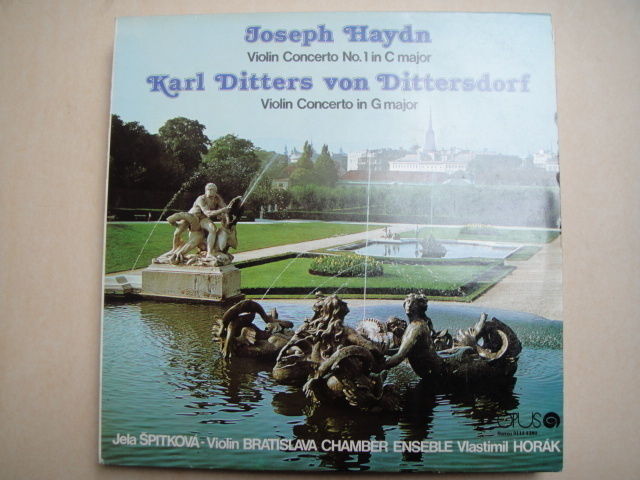 Joseph Haydn
Violin Concerto No.1 in C major
Karl Ditters von Dittersdorf
Violin Concerto in G major
OPUS
Stereo
Jela ŠPITKOVÁ - Violin BRATISLAVA CHAMBER ENSEBLE Vlastimil HORÁK